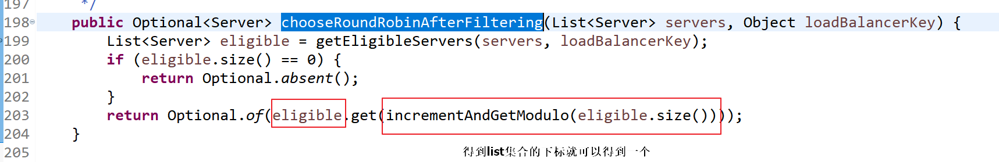 197 */
198 public Optional<Server> chooseRoundRobinAfterFiltering(List<Server> servers, Object loadBalancerKey) {
199 List<Server> eligible = getEligibleServers(servers, loadBalancerKey);
200 if (eligible.size() == 0) {
201 return Optional.absent();
202 }
203 return Optional.of(eligible.get(incrementAndGetModulo(eligible.size())));
204 }
205
得到list集合的下标就可以得到一个